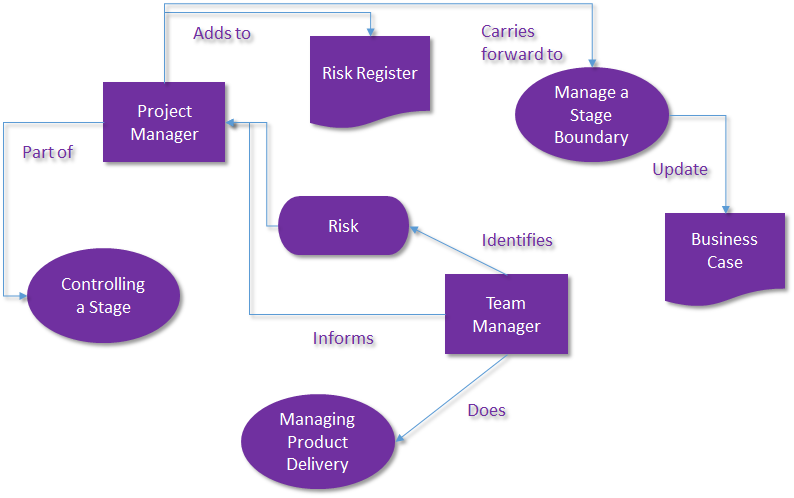 Adds to
Carries
forward to
Risk Register
Manage a
Stage
Boundary
Project
Manager
Part of
Update
Risk
Identifies
Business
Case
Controlling
a Stage
Team
Manager
Informs
Does
Managing
Product
Delivery